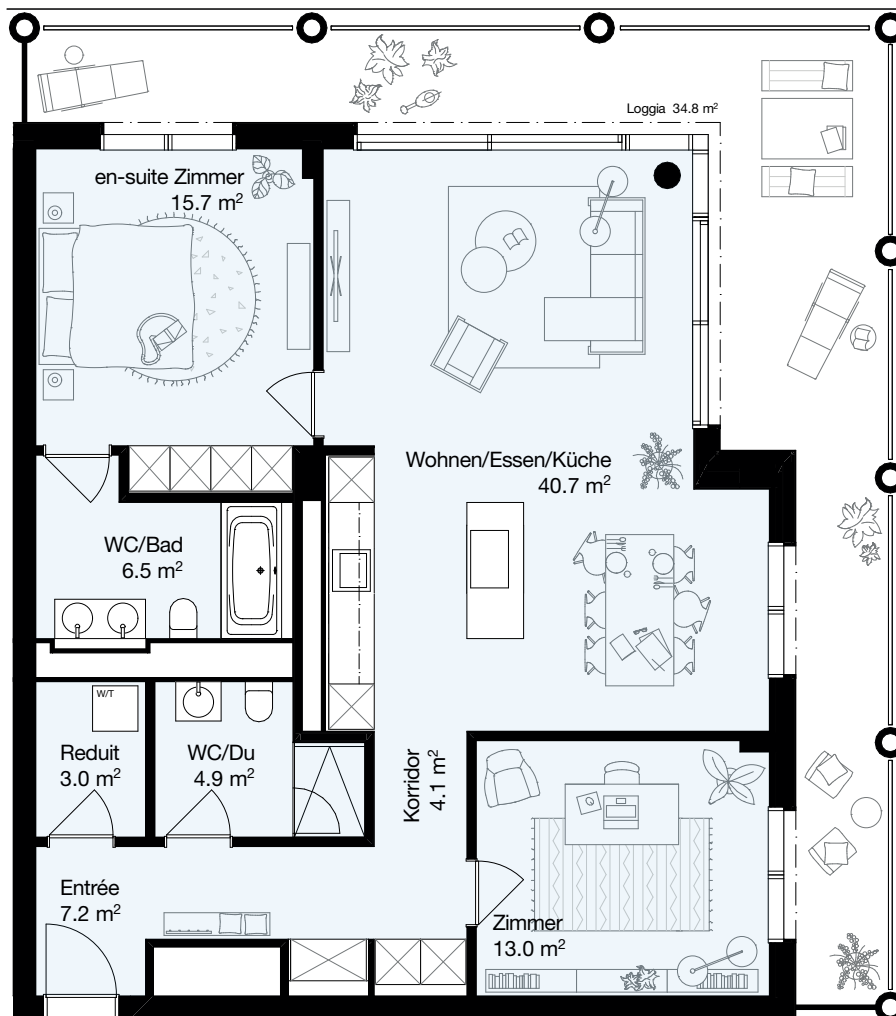 Loggia 34.8 m²
en-suite Zimmer
15.7 m²
Wohnen/Essen/Küche
40.7 m²
WC/Bad
6.5 m²
W/T
Reduit
3.0 m²
WC/Du
4.9 m²
Korridor
4.1 m²
Entrée
7.2 m²
Zimmer
13.0 m²